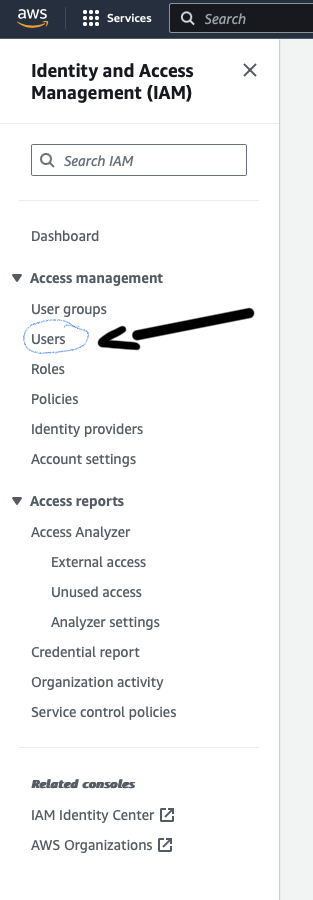 aws
Services
Search
Identity and Access
Management (IAM)
Search IAM
Dashboard
Access management
User groups
Users
Roles
Policies
Identity providers
Account settings
Access reports
Access Analyzer
External access
Unused access
Analyzer settings
Credential report
Organization activity
Service control policies
Related consoles
IAM Identity Center
AWS Organizations